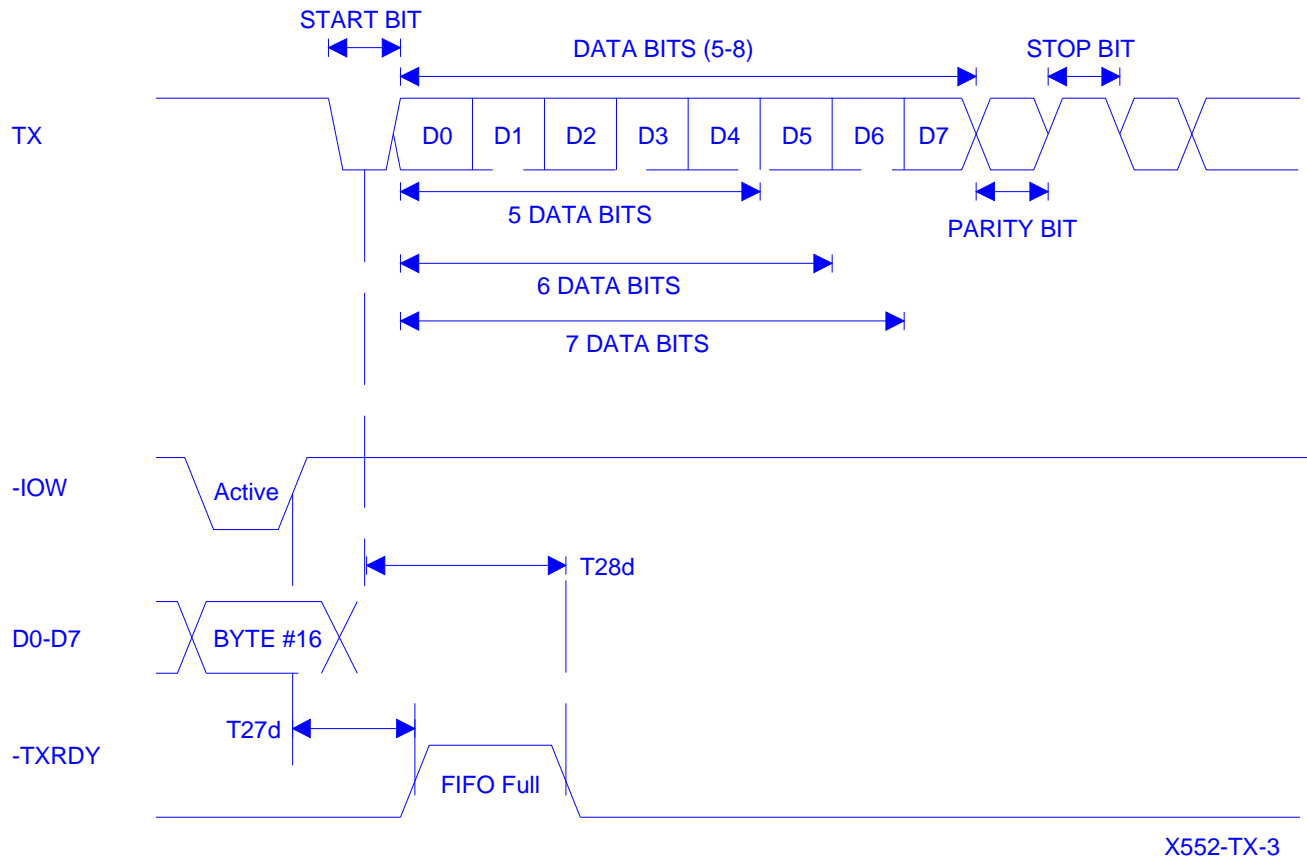 START BIT
DATA BITS (5-8)
STOP BIT
TX
D0 D1 D2 D3 D4 D5 D6 D7
5 DATA BITS
PARITY BIT
6 DATA BITS
7 DATA BITS
-IOW
Active
T28d
D0-D7
BYTE #16
T27d
-TXRDY
FIFO Full
X552-TX-3